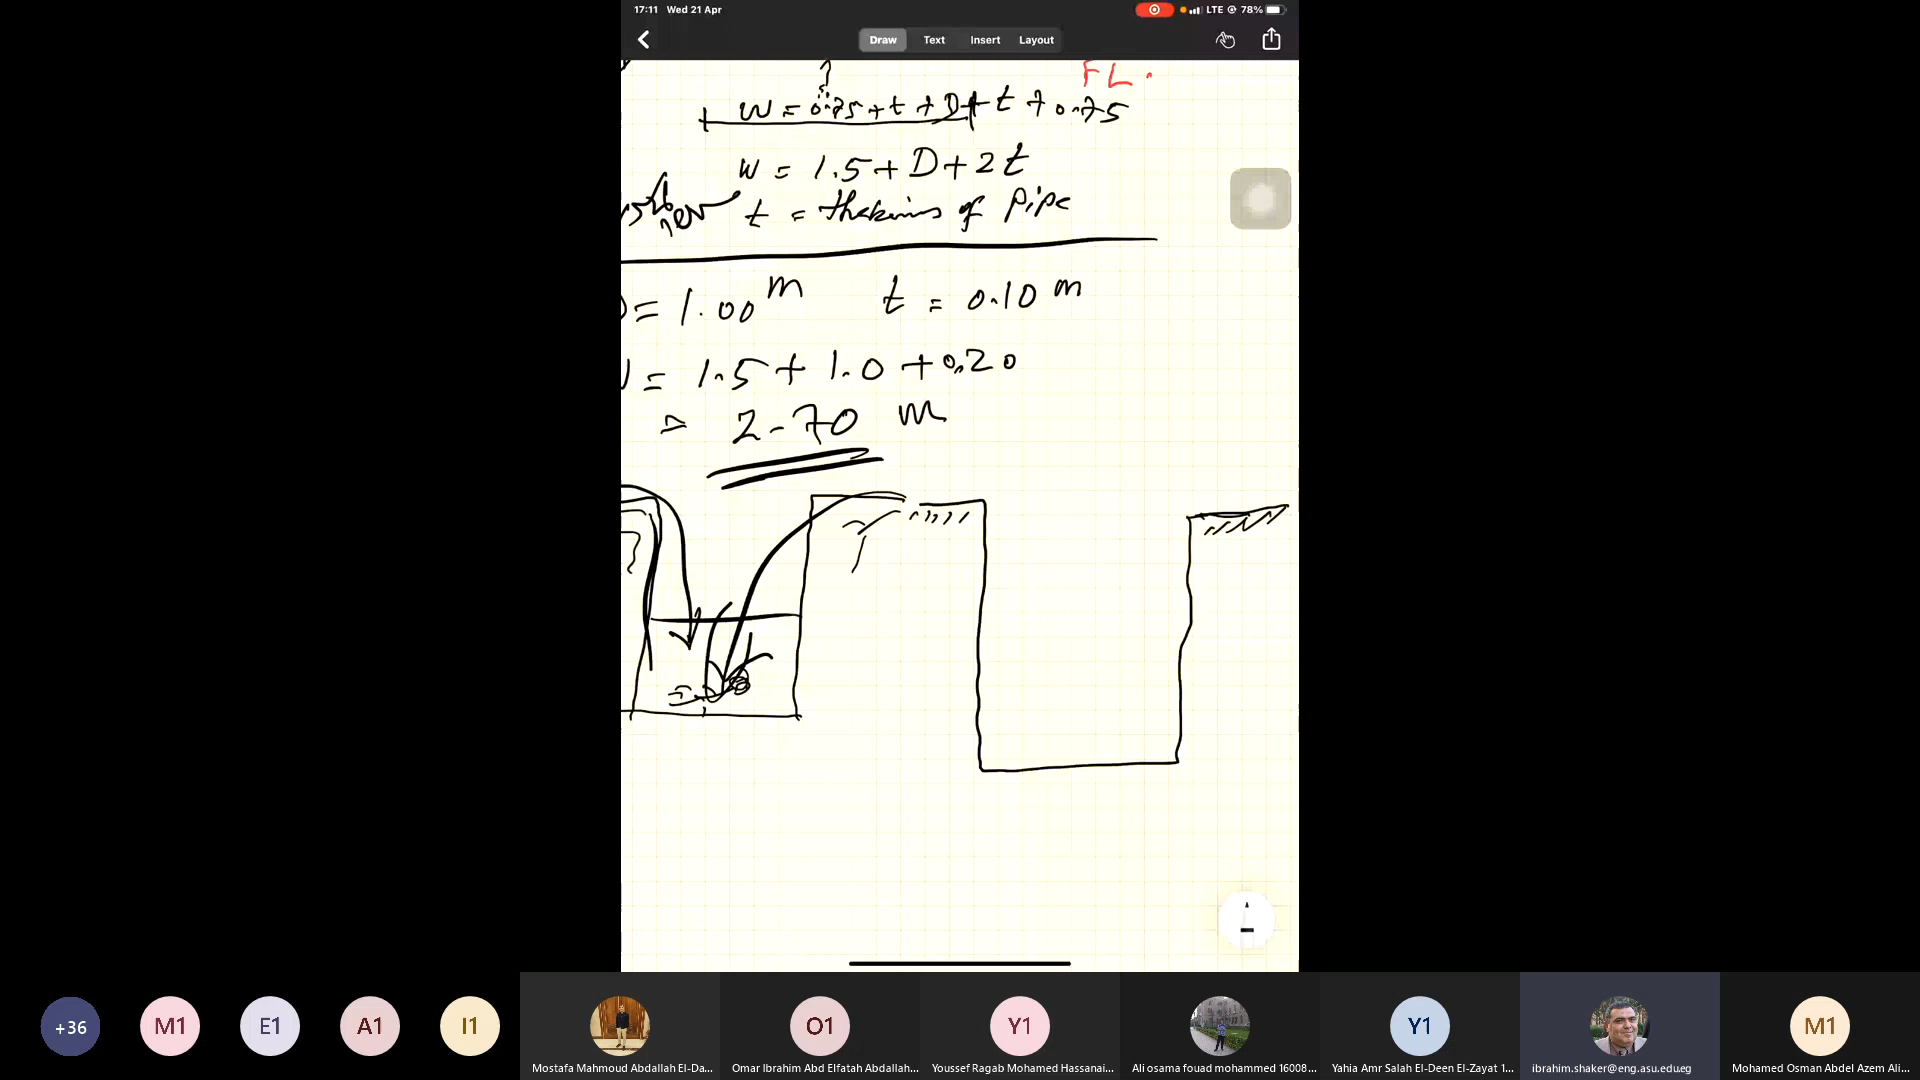 17:11 Wed 21 Apr
LTE 78%
Draw Text Insert Layout
FL.
W = 0.75 + t + D + t + 0.75
W = 1.5 + D + 2t
t = of pipe
= 1.00 m t = 0.10 m
= 1.5 + 1.0 + 0.20
= 2.70 m
+36
M1
E1
A1
I1
O1
Y1
Y1
M1
Mostafa Mahmoud Abdallah El-Da...
Omar Ibrahim Abd Elfatah Abdallah...
Youssef Ragab Mohamed Hassanai...
Ali osama fouad mohammed 16008...
Yahia Amr Salah El-Deen El-Zayat 1...
ibrahim.shaker@eng.asu.edu.eg
Mohamed Osman Abdel Azem Ali...